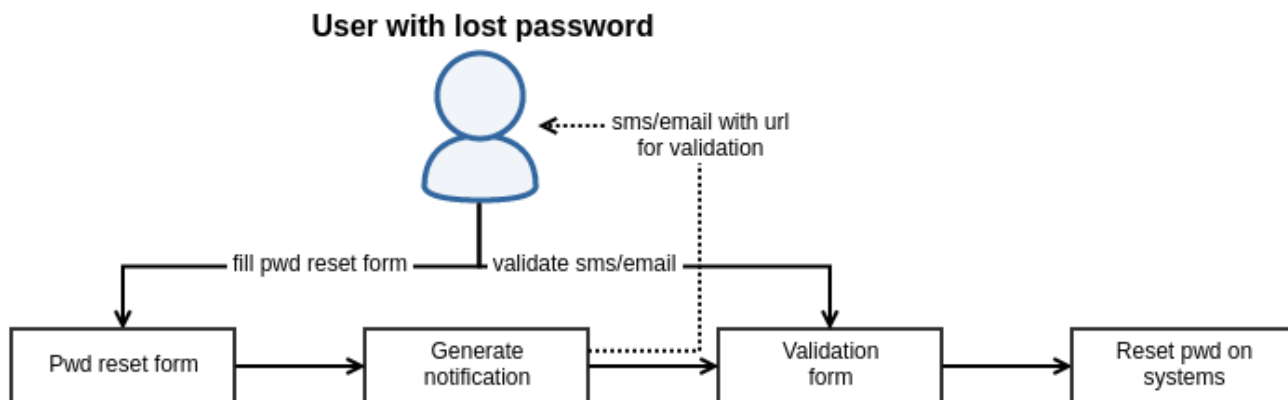 User with lost password
sms/email with url
for validation
fill pwd reset form
validate sms/email
Pwd reset form
Generate
notification
Validation
form
Reset pwd on
systems